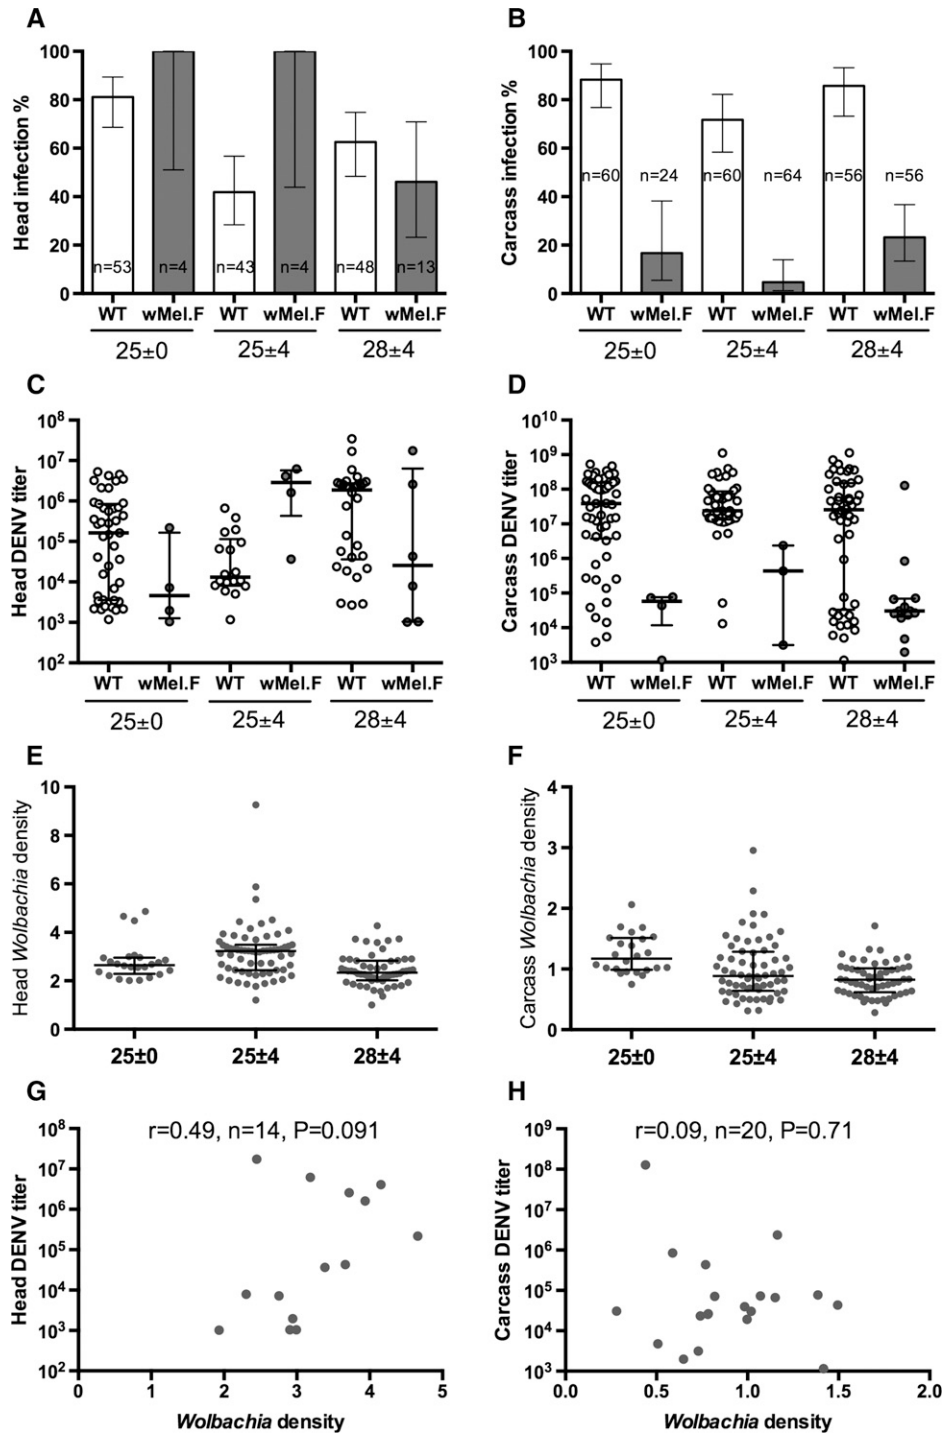 A
B
Head infection %
100
80
60
40
20
0
n=53
n=4
n=43
n=4
n=48
n=13
WT wMel.F WT wMel.F WT wMel.F
25±0 25±4 28±4
Carcass infection %
100
80
60
40
20
0
n=60
n=24
n=60
n=64
n=56
n=56
WT wMel.F WT wMel.F WT wMel.F
25±0 25±4 28±4
C
D
Head DENV titer
10⁸
10⁷
10⁶
10⁵
10⁴
10³
10²
WT wMel.F WT wMel.F WT wMel.F
25±0 25±4 28±4
Carcass DENV titer
10¹⁰
10⁹
10⁸
10⁷
10⁶
10⁵
10⁴
10³
WT wMel.F WT wMel.F WT wMel.F
25±0 25±4 28±4
E
F
Head Wolbachia density
10
8
6
4
2
0
25±0 25±4 28±4
Carcass Wolbachia density
4
3
2
1
0
25±0 25±4 28±4
G
H
r=0.49, n=14, P=0.091
Head DENV titer
10⁸
10⁷
10⁶
10⁵
10⁴
10³
10²
0 1 2 3 4 5
Wolbachia density
r=0.09, n=20, P=0.71
Carcass DENV titer
10⁹
10⁸
10⁷
10⁶
10⁵
10⁴
10³
0.0 0.5 1.0 1.5 2.0
Wolbachia density